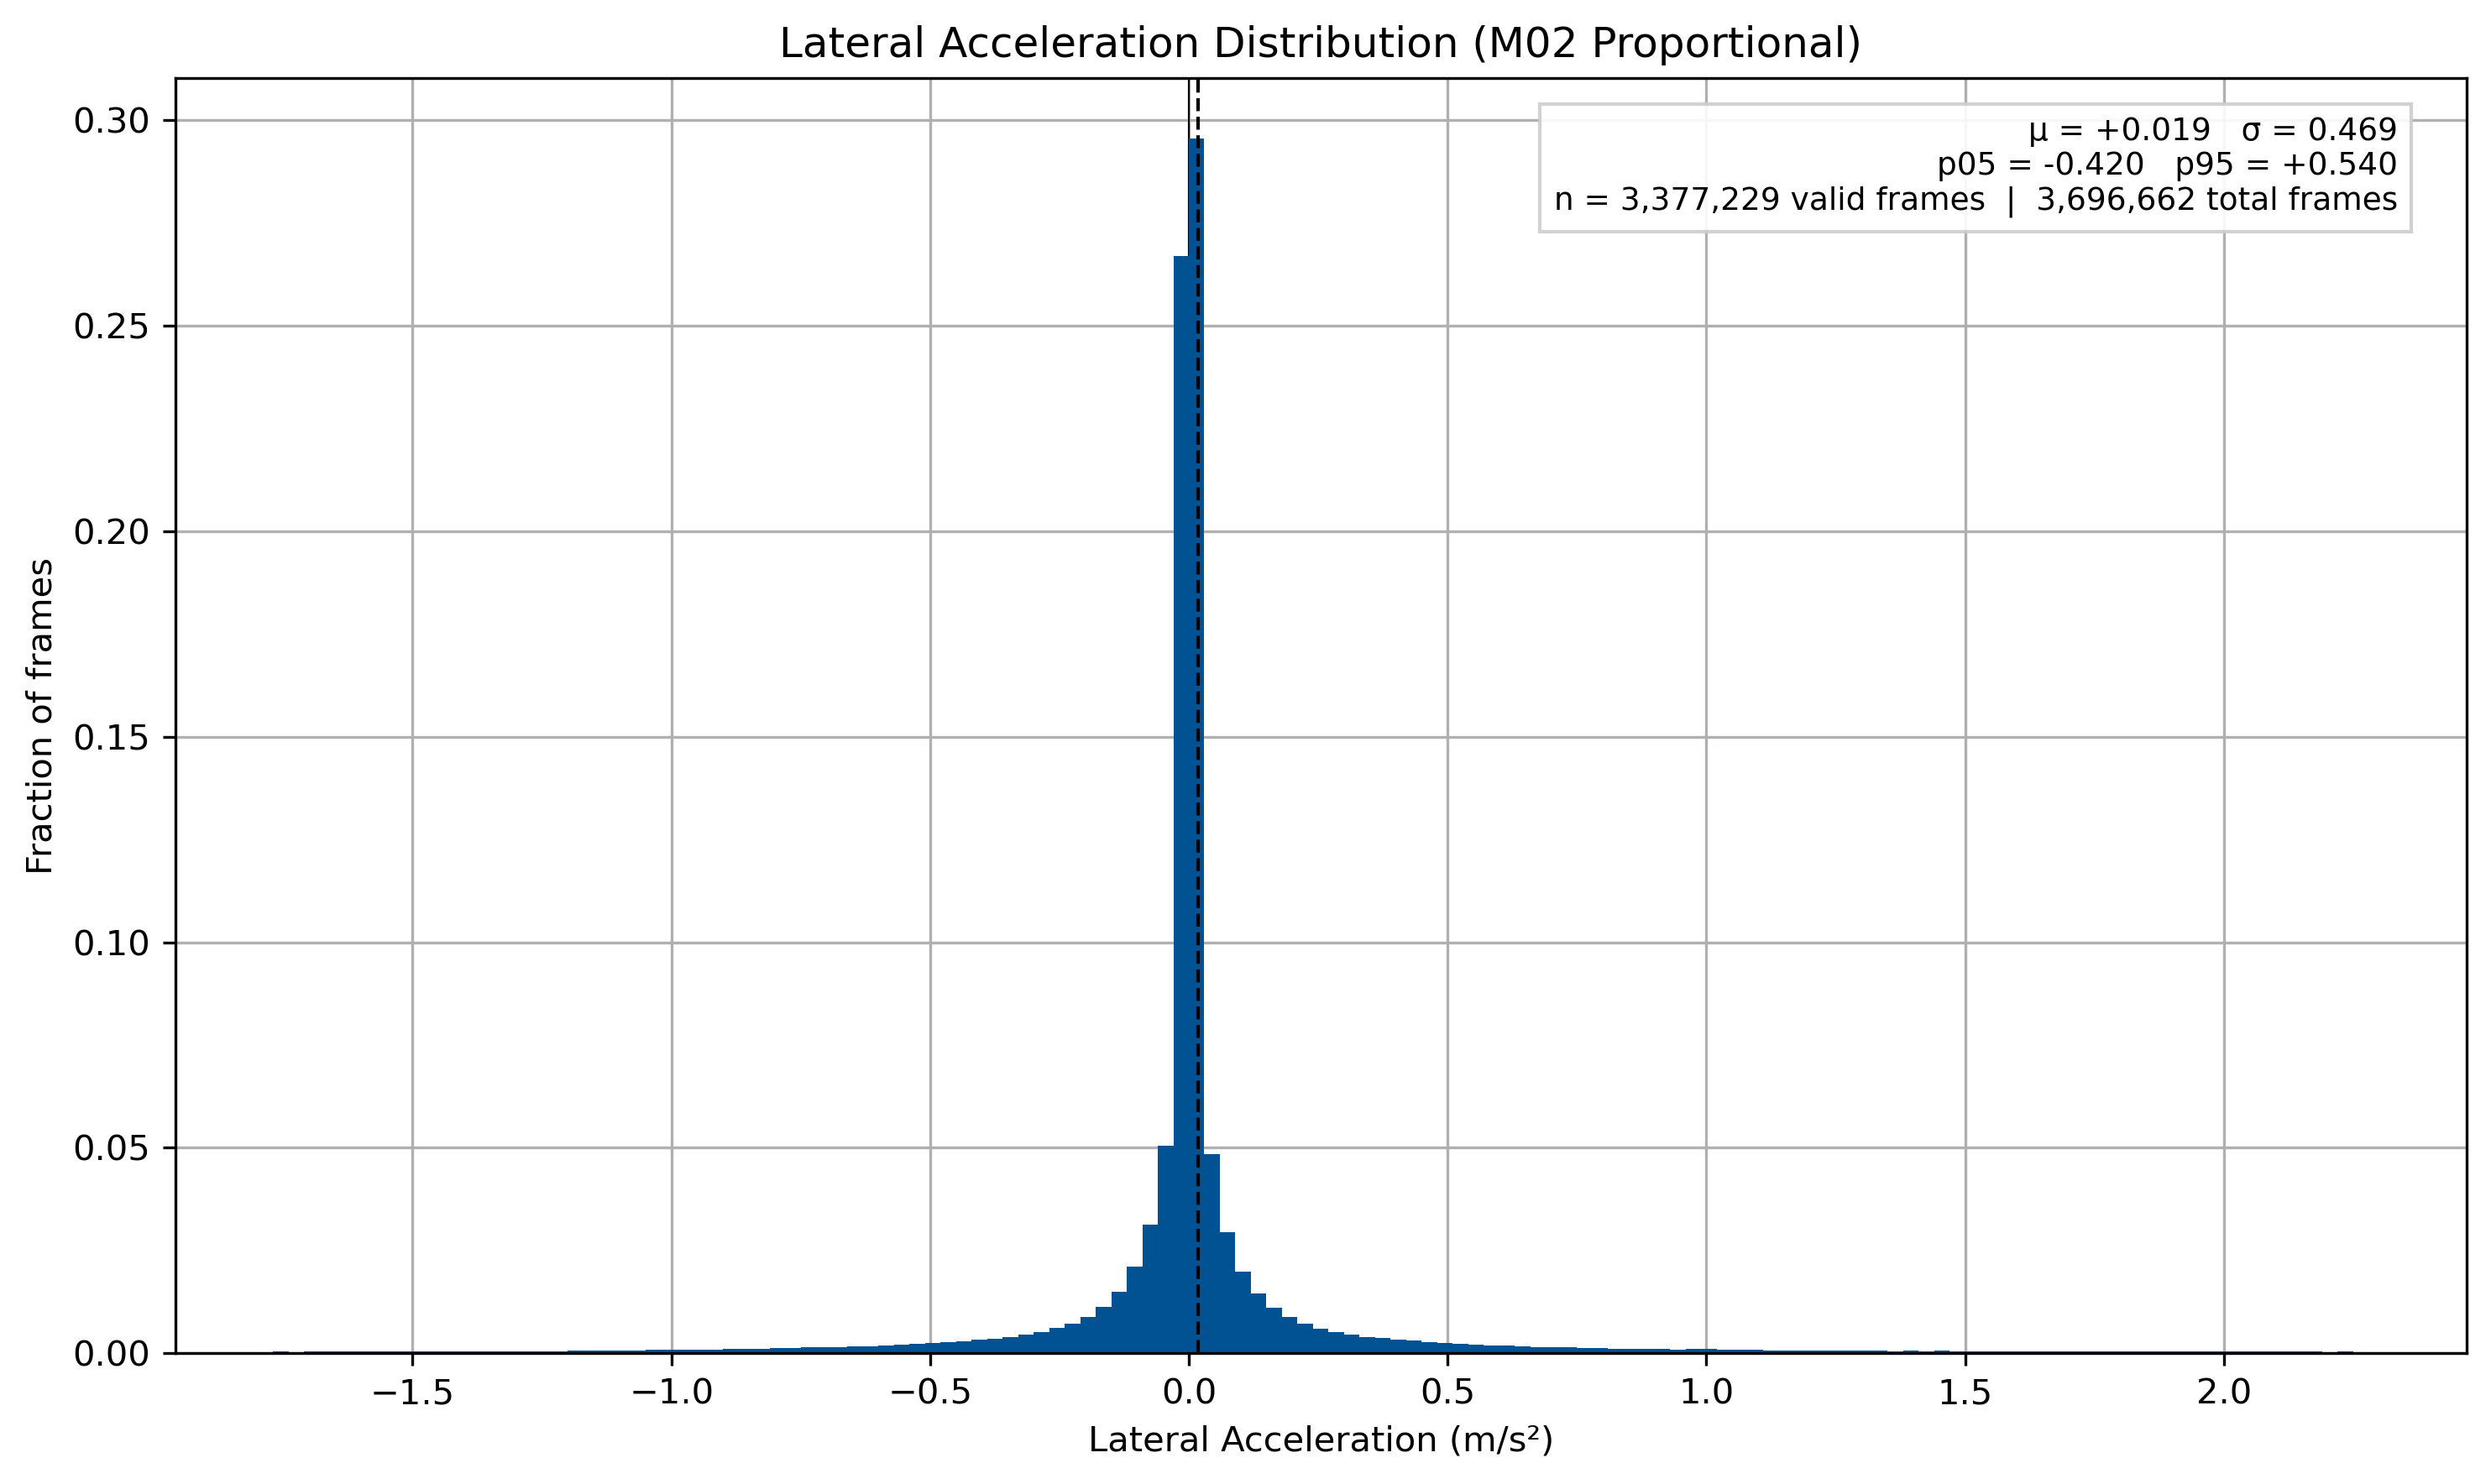 Lateral Acceleration Distribution (M02 Proportional)
μ = +0.019   σ = 0.469
p05 = -0.420   p95 = +0.540
n = 3,377,229 valid frames  |  3,696,662 total frames
Fraction of frames
0.30
0.25
0.20
0.15
0.10
0.05
0.00
−1.5
−1.0
−0.5
0.0
0.5
1.0
1.5
2.0
Lateral Acceleration (m/s²)